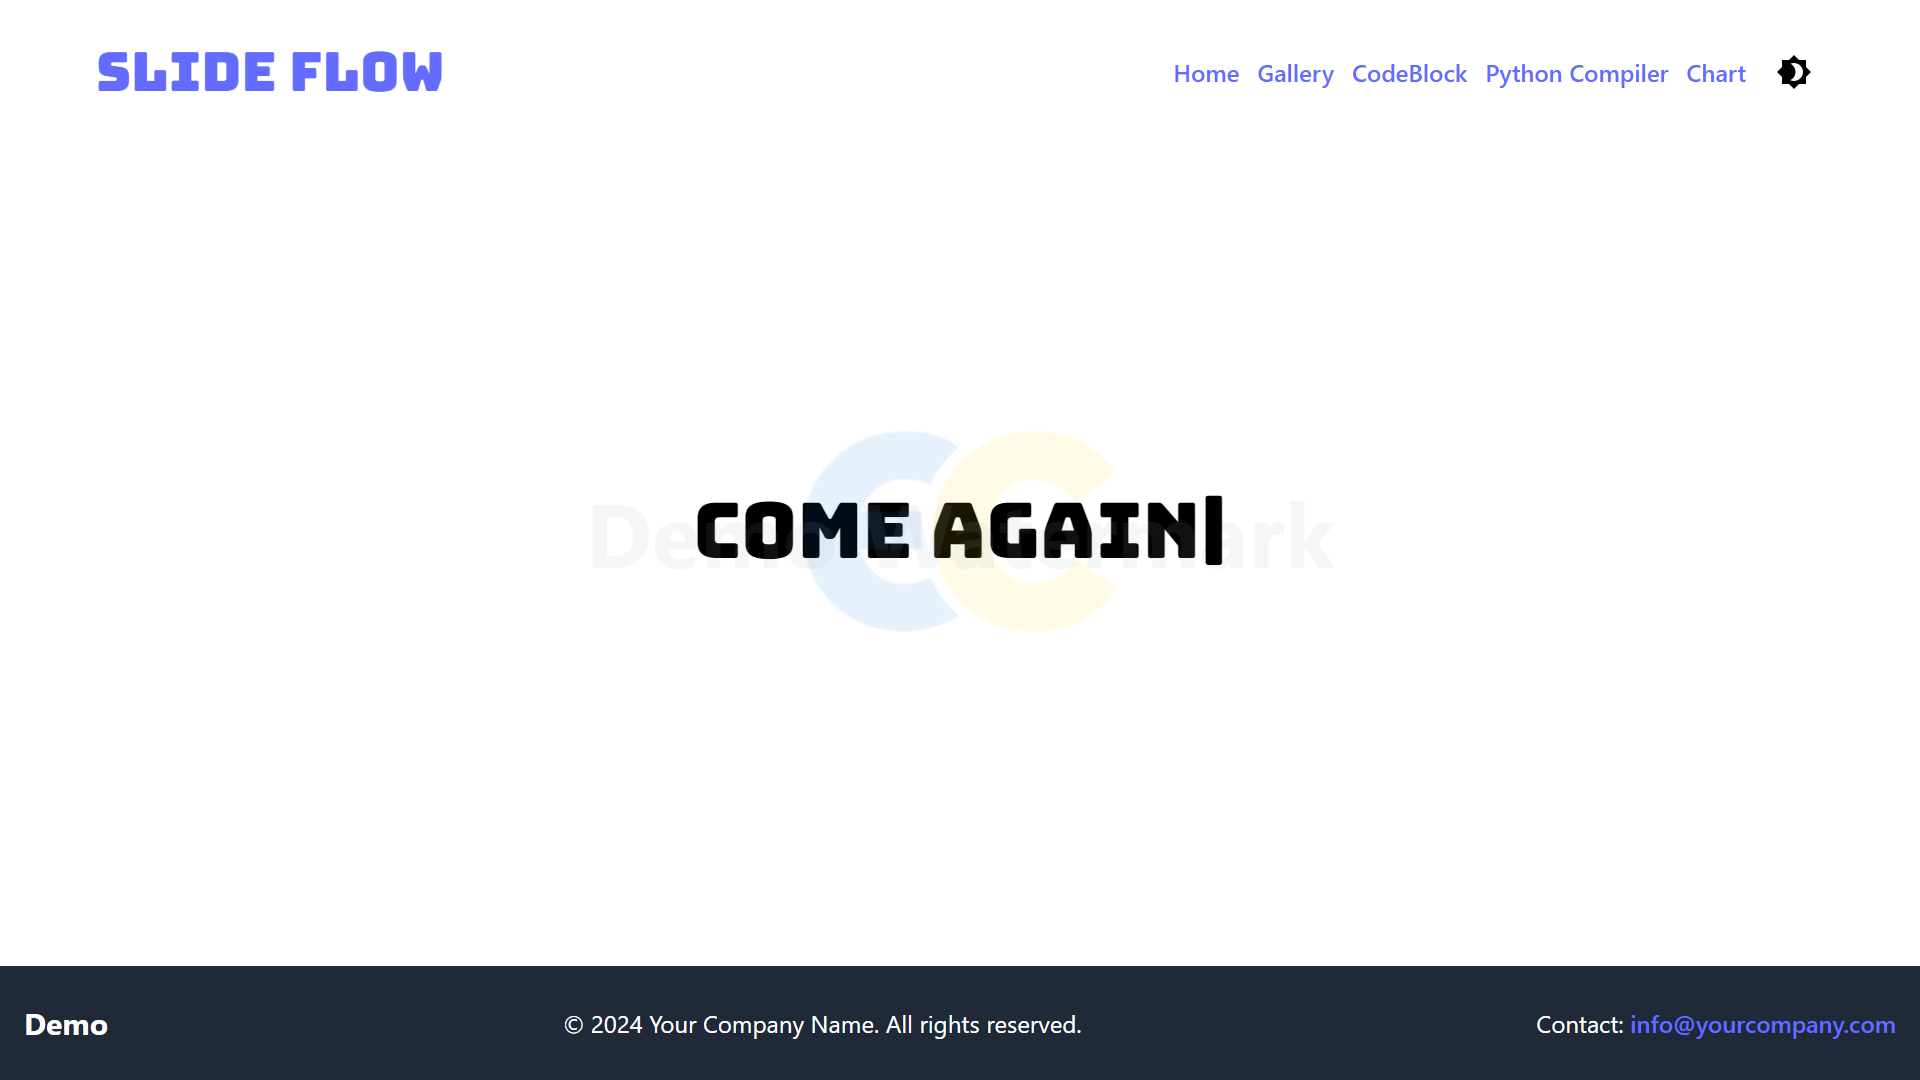 SLIDE FLOW
Home Gallery CodeBlock Python Compiler Chart
Demo Watermark
CC
COME AGAIN
Demo © 2024 Your Company Name. All rights reserved. Contact: info@yourcompany.com